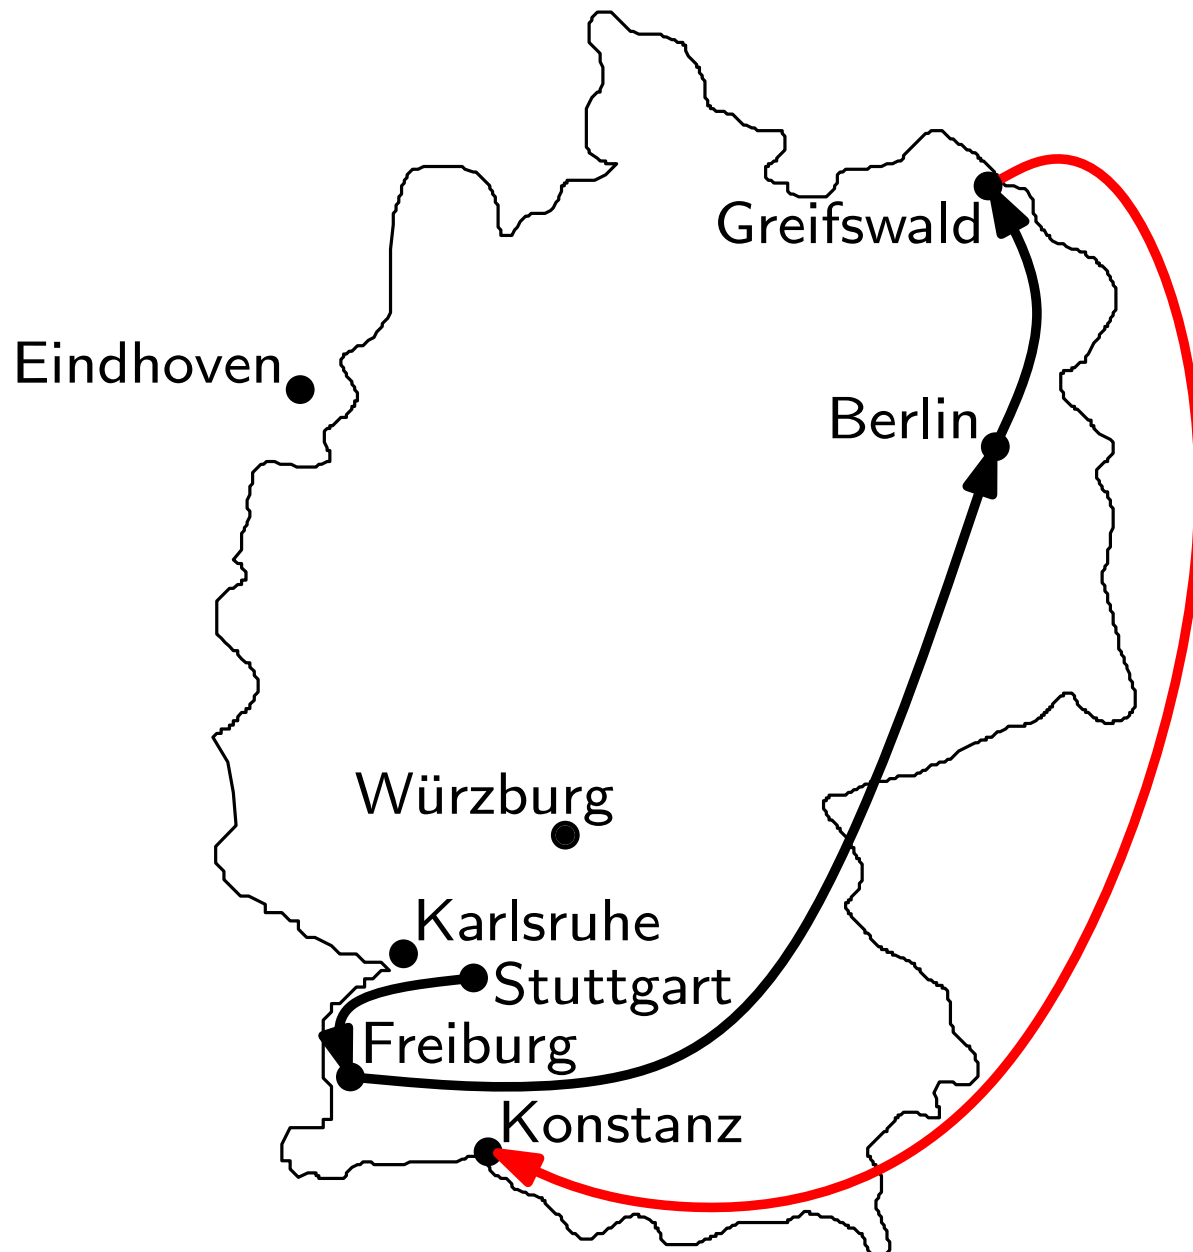 Greifswald
Eindhoven
Berlin
Würzburg
Karlsruhe
Stuttgart
Freiburg
Konstanz